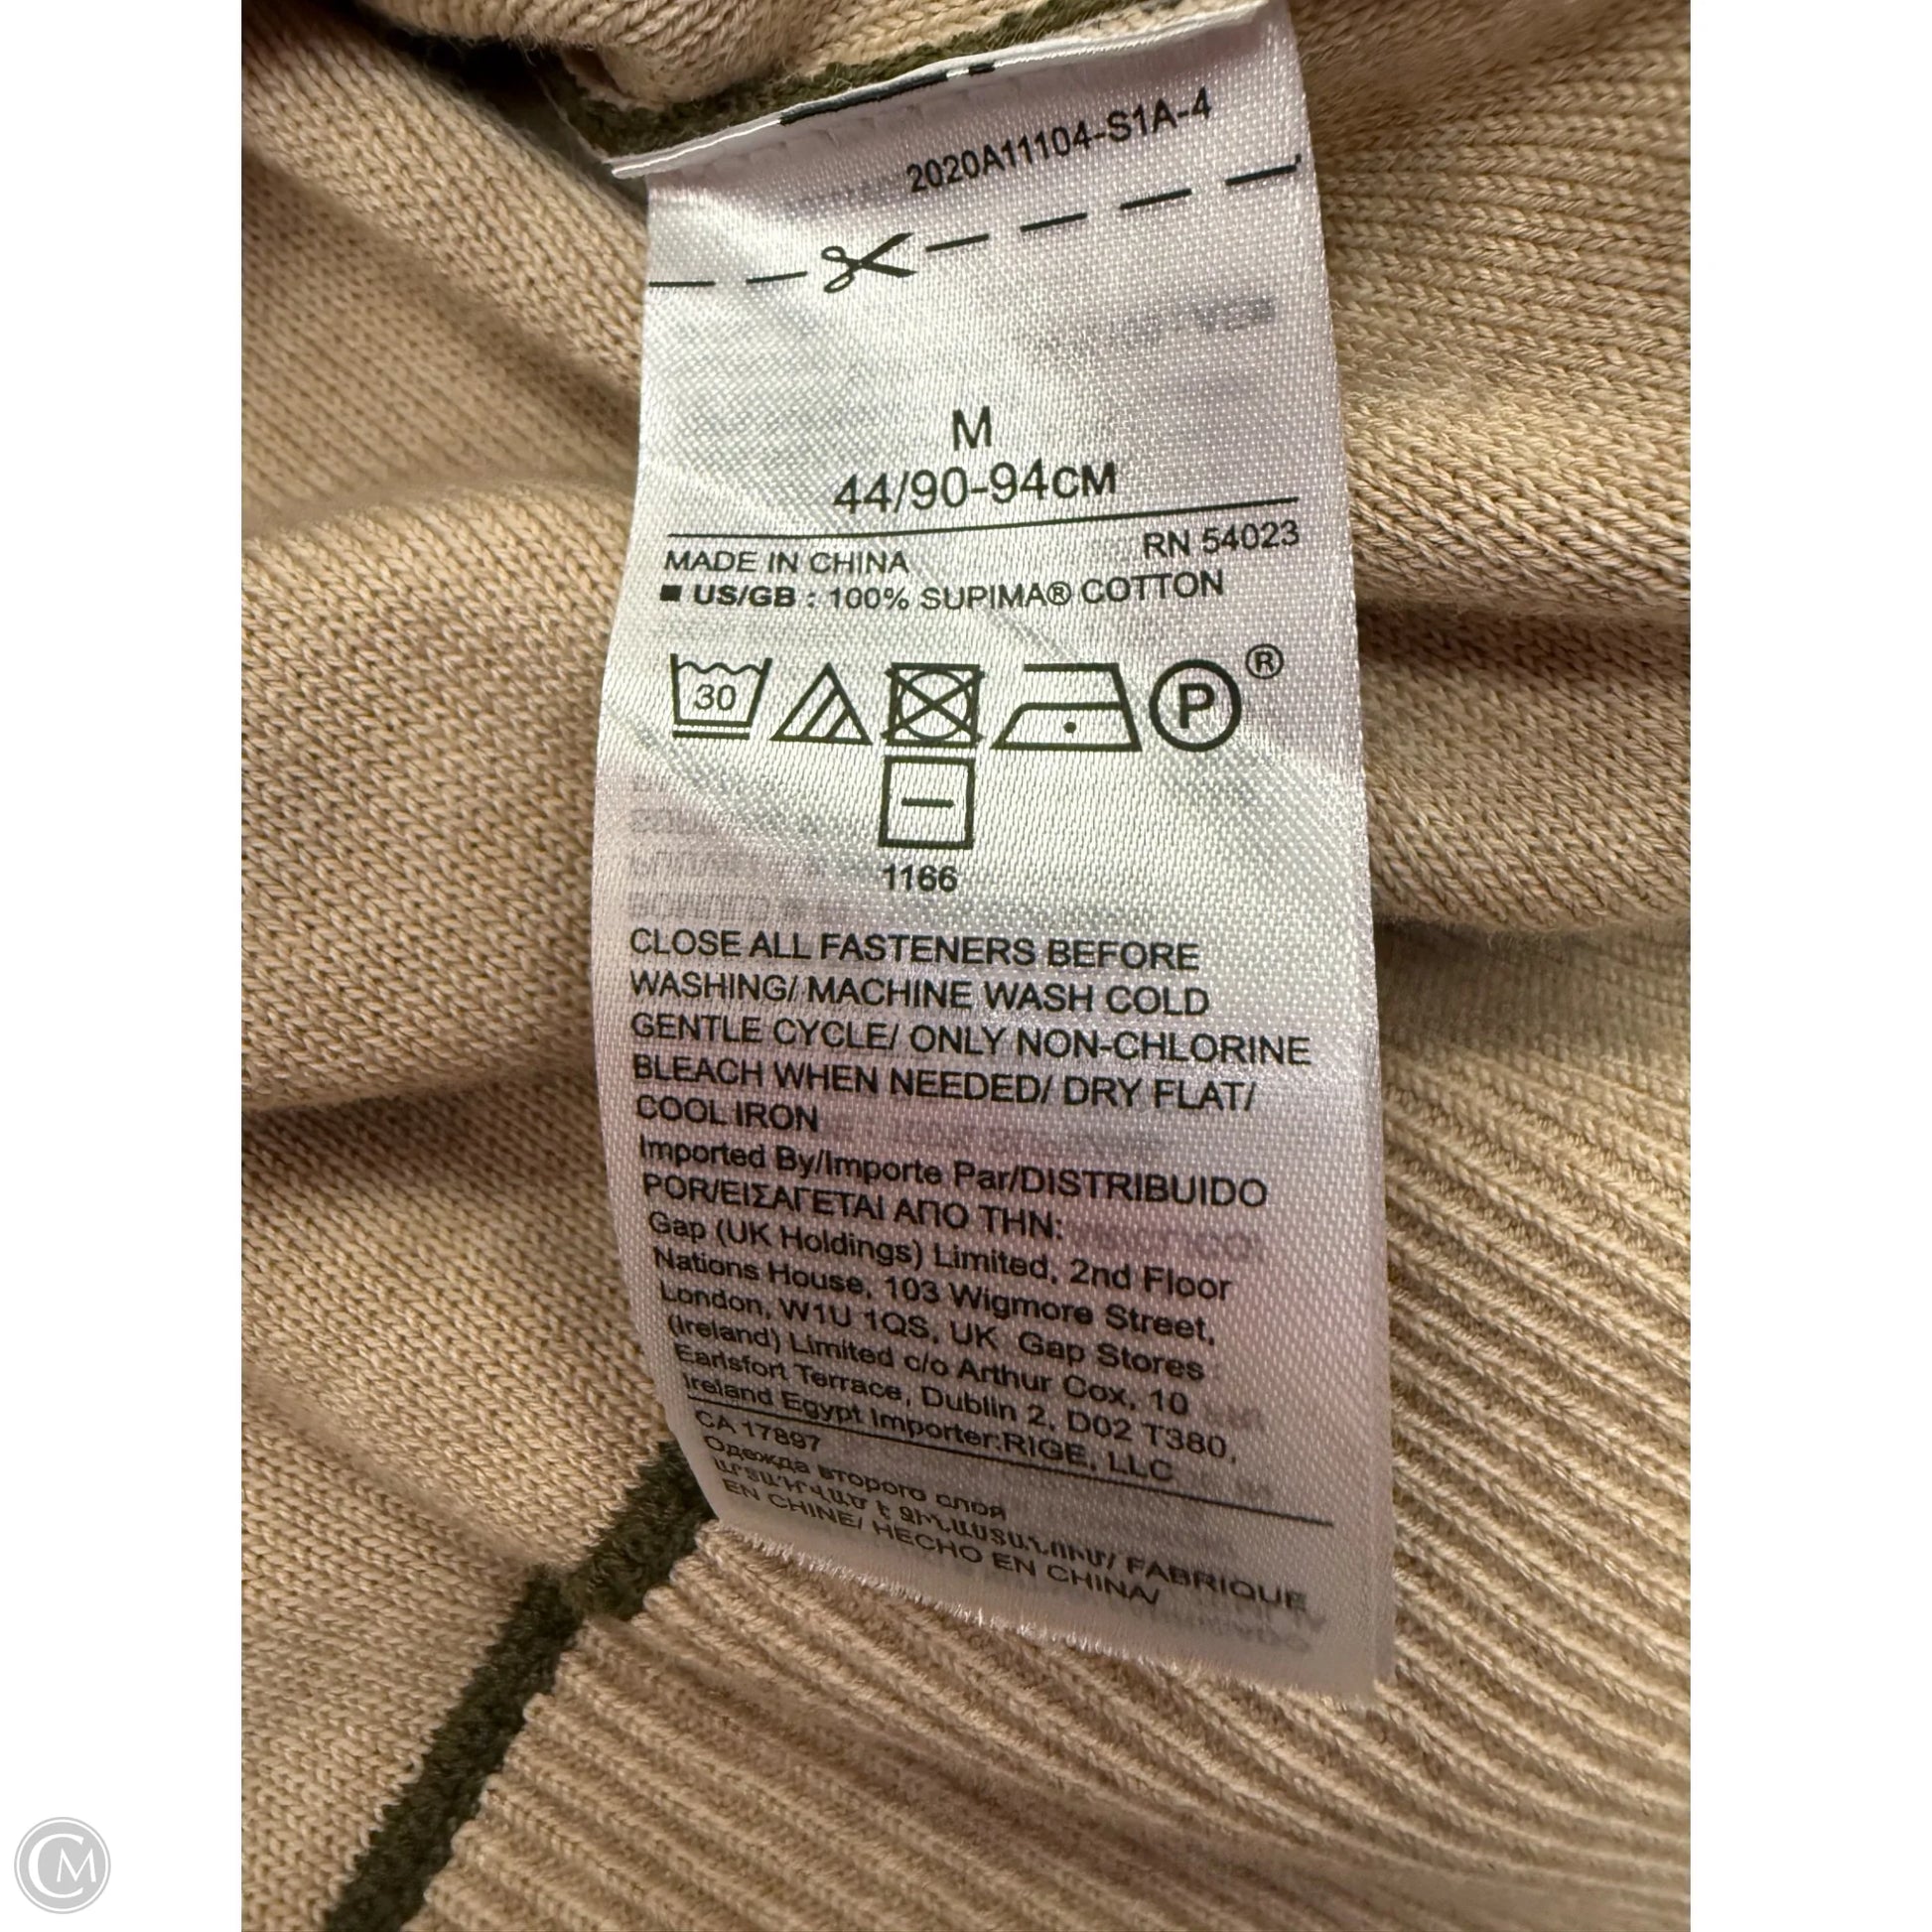 2020A11104-S1A-4
M
44/90-94CM
RN 54023
MADE IN CHINA
■ US/GB : 100% SUPIMA® COTTON
30
P ®
1166
CLOSE ALL FASTENERS BEFORE
WASHING/ MACHINE WASH COLD
GENTLE CYCLE/ ONLY NON-CHLORINE
BLEACH WHEN NEEDED/ DRY FLAT/
COOL IRON
Imported By/Importe Par/DISTRIBUIDO
POR/ΕΙΣΑΓΕΤΑΙ ΑΠΟ ΤΗΝ:
Gap (UK Holdings) Limited, 2nd Floor
Nations House, 103 Wigmore Street,
London, W1U 1QS, UK Gap Stores
(Ireland) Limited c/o Arthur Cox, 10
Earlsfort Terrace, Dublin 2, D02 T380,
Ireland Egypt Importer:RIGE, LLC
CA 17897
Одежда второго слоя
ԱՐՏԱԴՐՎԱԾ Է ՉԻՆԱՍՏԱՆՈՒՄ/ FABRIQUE
EN CHINE/ HECHO EN CHINA/
CM